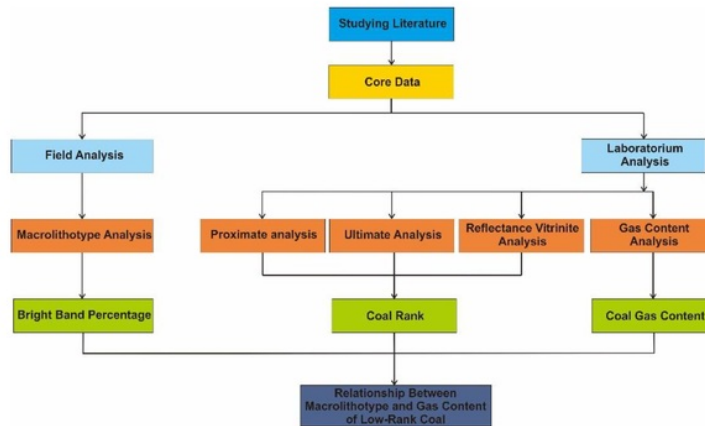 Studying Literature
Core Data
Field Analysis
Laboratorium
Analysis
Macrolithotype Analysis
Proximate analysis
Ultimate Analysis
Reflectance Vitrinite
Analysis
Gas Content
Analysis
Bright Band Percentage
Coal Rank
Coal Gas Content
Relationship Between
Macrolithotype and Gas Content
of Low-Rank Coal